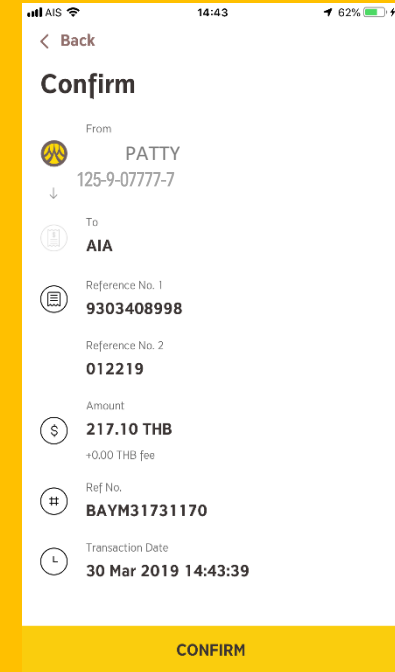 AIS 14:43 62%
Back
Confirm
From
PATTY
125-9-07777-7
To
AIA
Reference No. 1
9303408998
Reference No. 2
012219
Amount
217.10 THB
+0.00 THB fee
Ref No.
BAYM31731170
Transaction Date
30 Mar 2019 14:43:39
CONFIRM